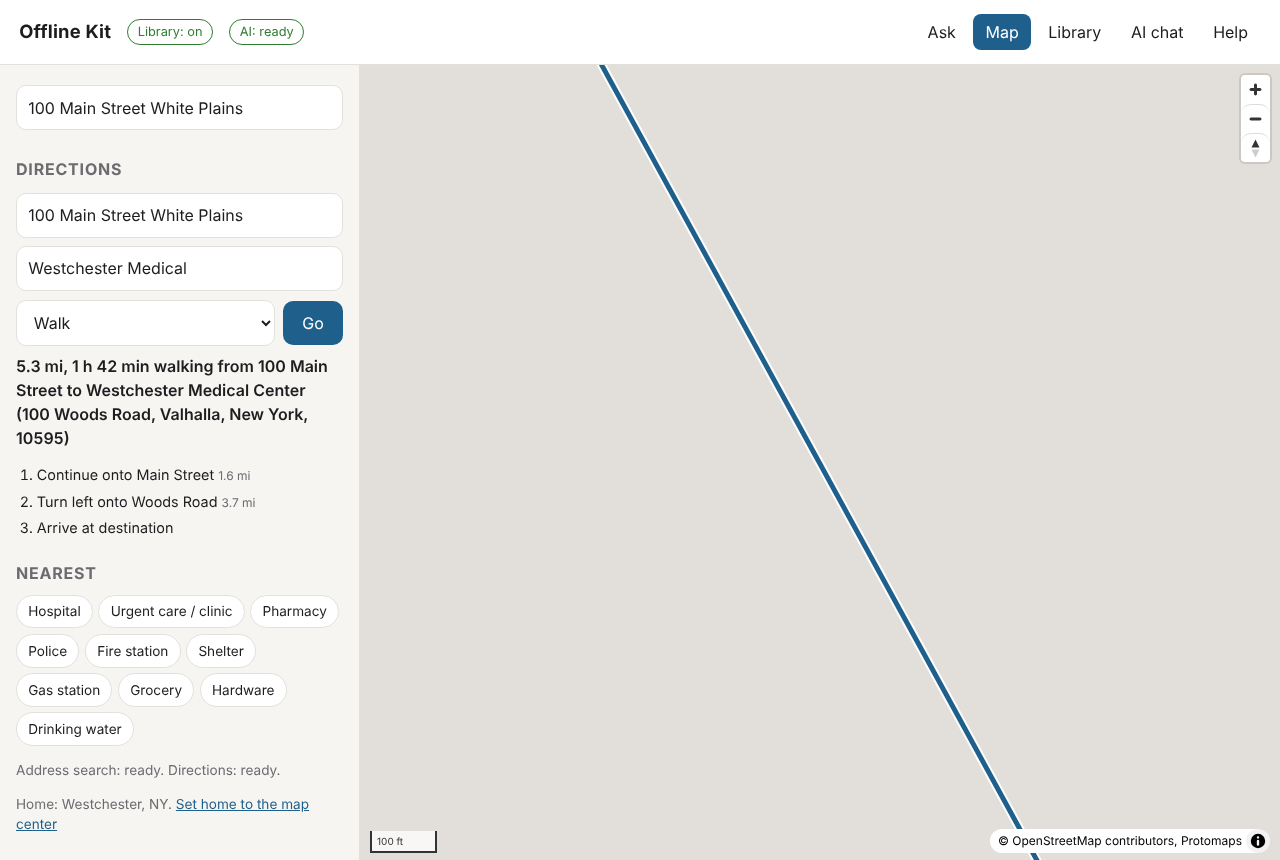 Offline Kit
Library: on
AI: ready
Ask
Map
Library
AI chat
Help
100 Main Street White Plains
DIRECTIONS
100 Main Street White Plains
Westchester Medical
Walk
Go
5.3 mi, 1 h 42 min walking from 100 Main
Street to Westchester Medical Center
(100 Woods Road, Valhalla, New York,
10595)
1. Continue onto Main Street 1.6 mi
2. Turn left onto Woods Road 3.7 mi
3. Arrive at destination
NEAREST
Hospital
Urgent care / clinic
Pharmacy
Police
Fire station
Shelter
Gas station
Grocery
Hardware
Drinking water
Address search: ready. Directions: ready.
Home: Westchester, NY. Set home to the map
center
100 ft
© OpenStreetMap contributors, Protomaps